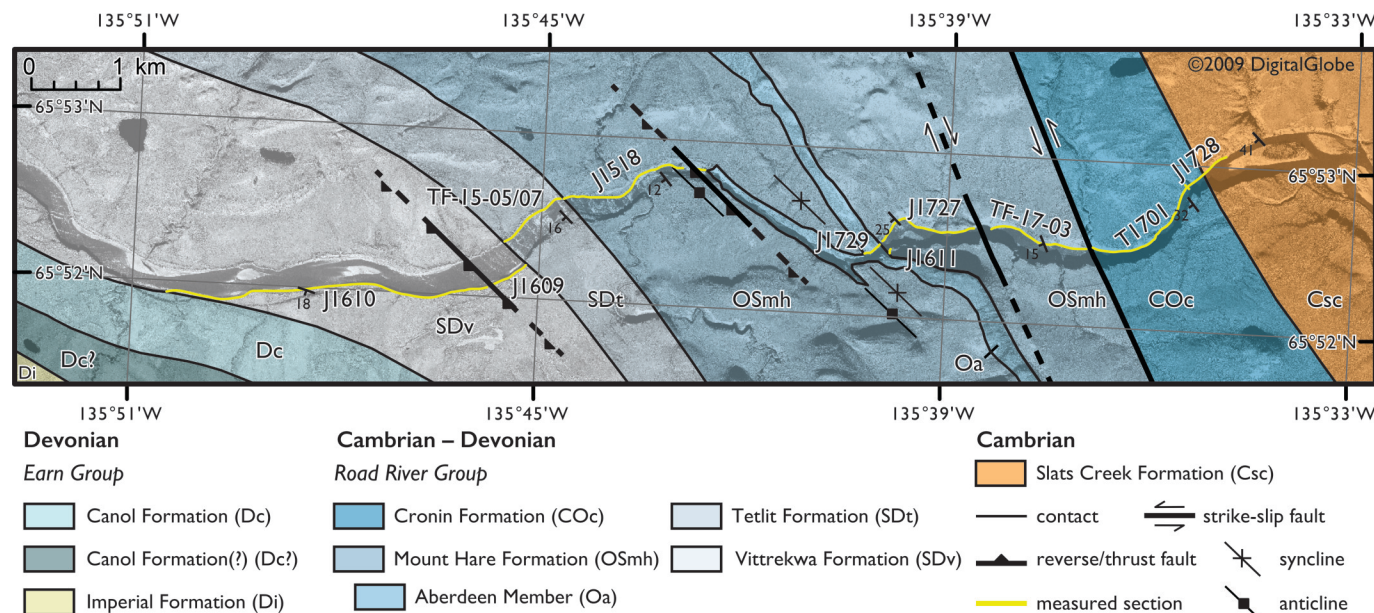 135°51'W 135°45'W 135°39'W 135°33'W
0 1 km
©2009 DigitalGlobe
65°53'N
J1728
41
J1518
TF-15-05/07
12
65°53'N
32
J1727
25
TF-17-03
T1701
16
J1729
J1611
15
65°52'N
J1609
J1610
18
SDt
OSmh
OSmh
COc
Csc
SDv
65°52'N
Dc
Dc?
Oa
Di
135°51'W 135°45'W 135°39'W 135°33'W
Devonian
Earn Group
Canol Formation (Dc)
Canol Formation(?) (Dc?)
Imperial Formation (Di)
Cambrian – Devonian
Road River Group
Cronin Formation (COc)
Mount Hare Formation (OSmh)
Aberdeen Member (Oa)
Tetlit Formation (SDt)
Vittrekwa Formation (SDv)
Cambrian
Slats Creek Formation (Csc)
contact
strike-slip fault
reverse/thrust fault
syncline
measured section
anticline